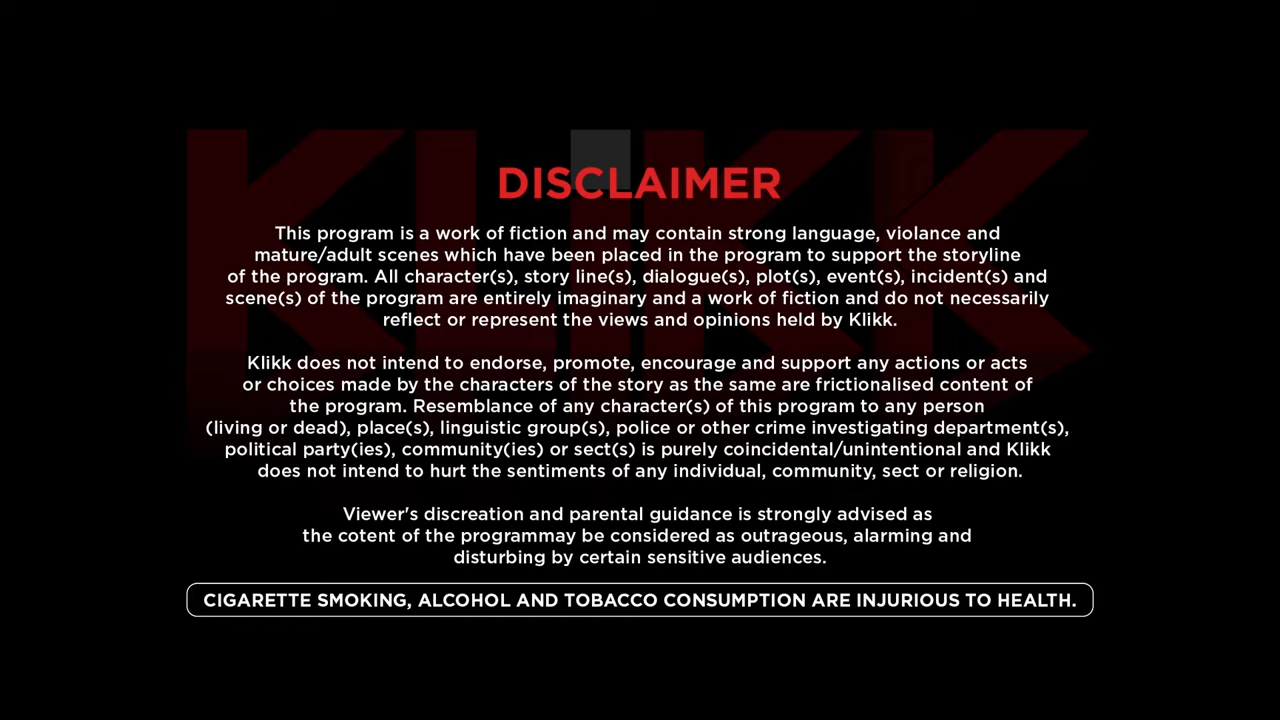 KLIKK
DISCLAIMER
This program is a work of fiction and may contain strong language, violance and
mature/adult scenes which have been placed in the program to support the storyline
of the program. All character(s), story line(s), dialogue(s), plot(s), event(s), incident(s) and
scene(s) of the program are entirely imaginary and a work of fiction and do not necessarily
reflect or represent the views and opinions held by Klikk.
Klikk does not intend to endorse, promote, encourage and support any actions or acts
or choices made by the characters of the story as the same are frictionalised content of
the program. Resemblance of any character(s) of this program to any person
(living or dead), place(s), linguistic group(s), police or other crime investigating department(s),
political party(ies), community(ies) or sect(s) is purely coincidental/unintentional and Klikk
does not intend to hurt the sentiments of any individual, community, sect or religion.
Viewer's discreation and parental guidance is strongly advised as
the cotent of the programmay be considered as outrageous, alarming and
disturbing by certain sensitive audiences.
CIGARETTE SMOKING, ALCOHOL AND TOBACCO CONSUMPTION ARE INJURIOUS TO HEALTH.